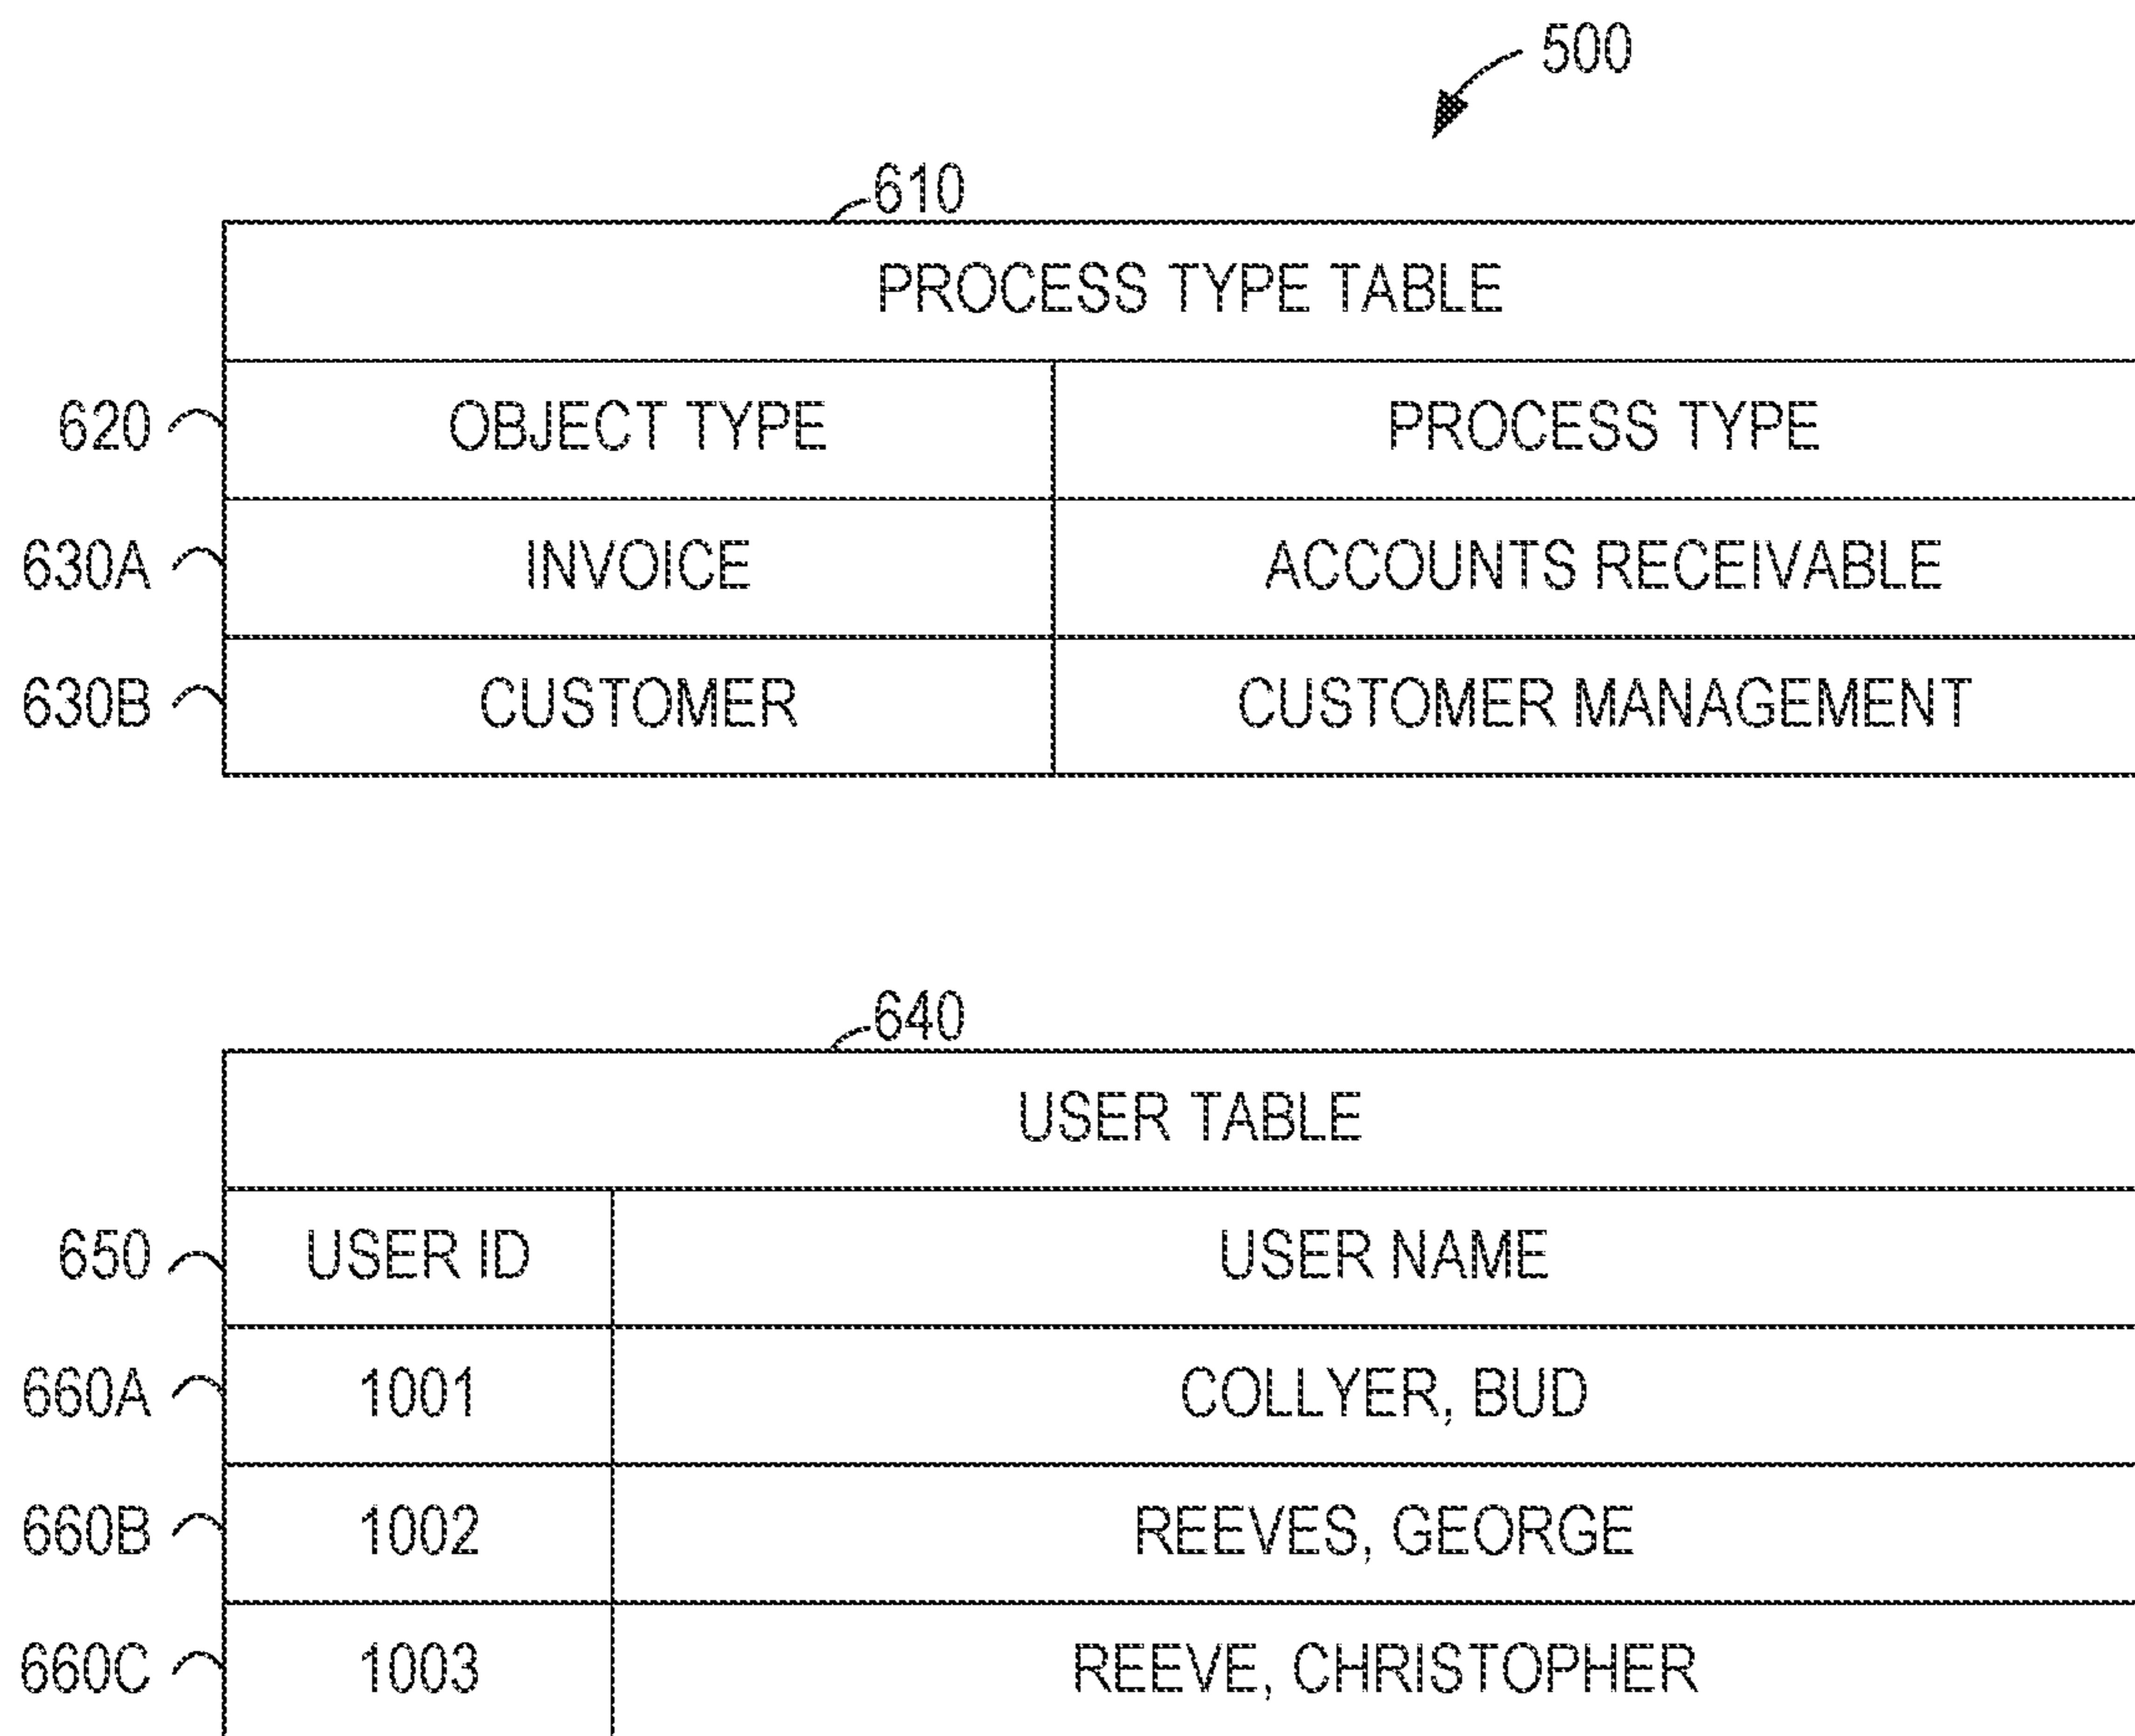 500
610
PROCESS TYPE TABLE
620 OBJECT TYPE PROCESS TYPE
630A INVOICE ACCOUNTS RECEIVABLE
630B CUSTOMER CUSTOMER MANAGEMENT
640
USER TABLE
650 USER ID USER NAME
660A 1001 COLLYER, BUD
660B 1002 REEVES, GEORGE
660C 1003 REEVE, CHRISTOPHER